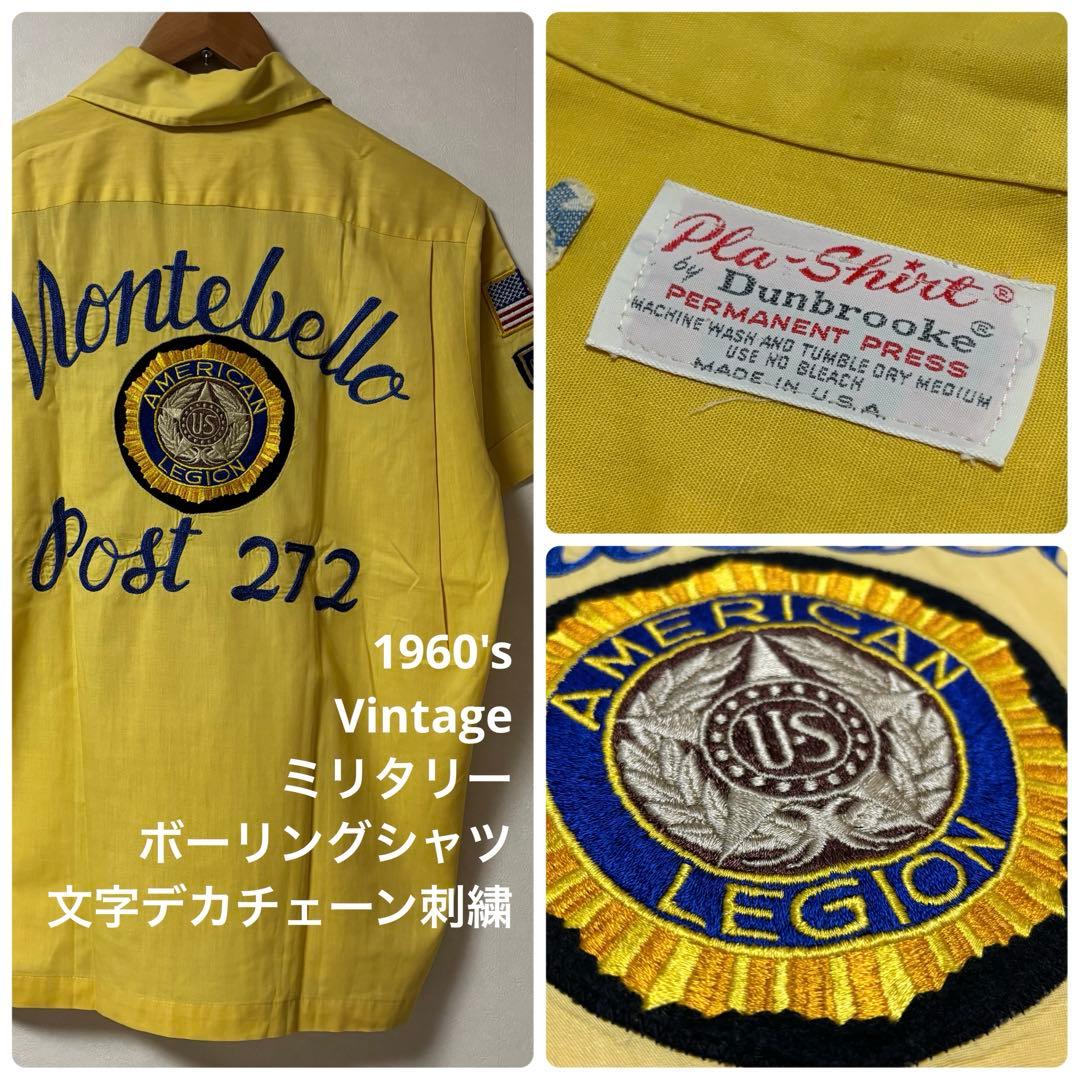 Montebello
AMERICAN
US
LEGION
Post 272
1960's
Vintage
ミリタリー
ボーリングシャツ
文字デカチェーン刺繍
Pla-Shirt®
by Dunbrooke®
PERMANENT PRESS
MACHINE WASH AND TUMBLE DRY MEDIUM
USE NO BLEACH
MADE IN U.S.A.
AMERICAN
US
LEGION